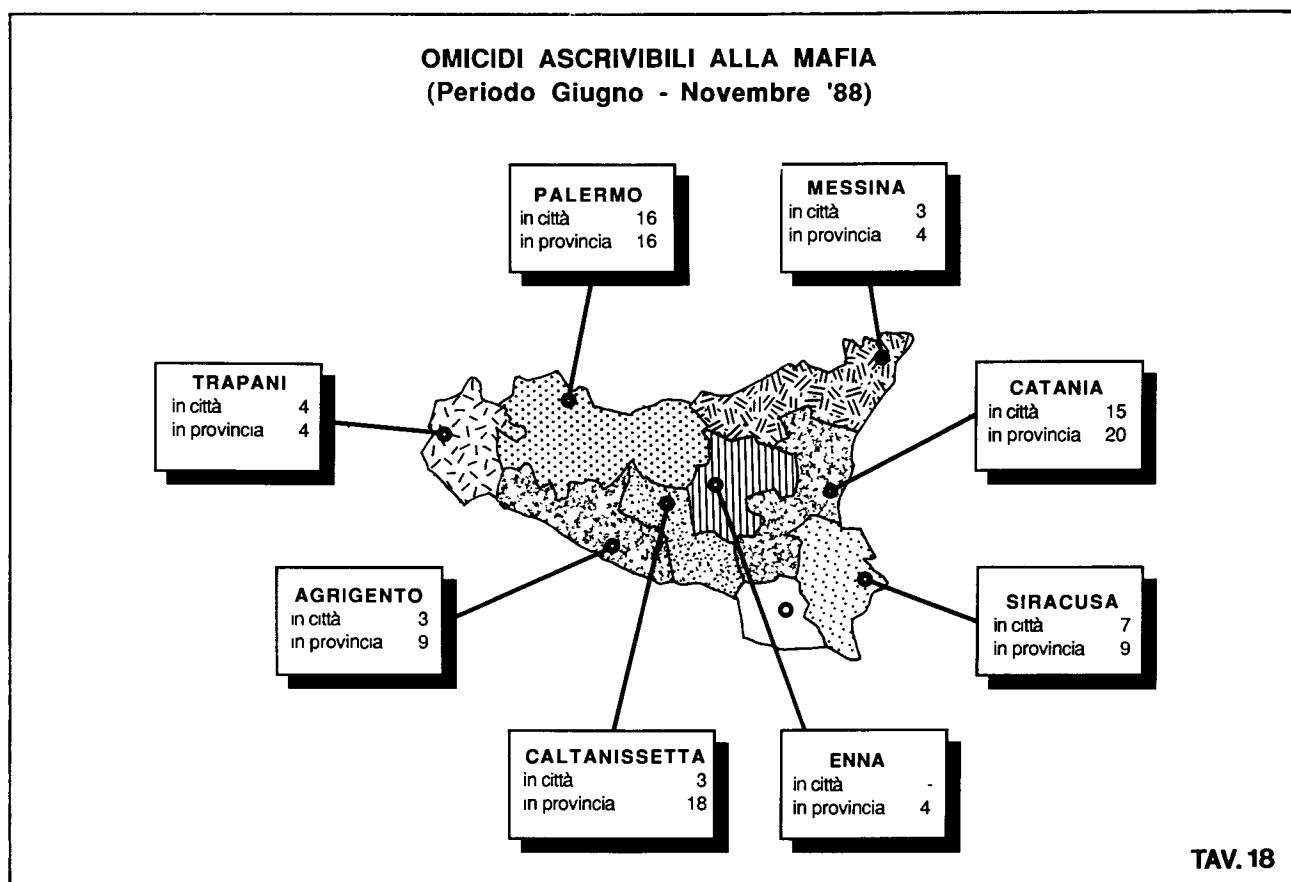 OMICIDI ASCRIVIBILI ALLA MAFIA
(Periodo Giugno - Novembre '88)
PALERMO
in città 16
in provincia 16
MESSINA
in città 3
in provincia 4
TRAPANI
in città 4
in provincia 4
CATANIA
in città 15
in provincia 20
AGRIGENTO
in città 3
in provincia 9
SIRACUSA
in città 7
in provincia 9
CALTANISSETTA
in città 3
in provincia 18
ENNA
in città -
in provincia 4
TAV. 18